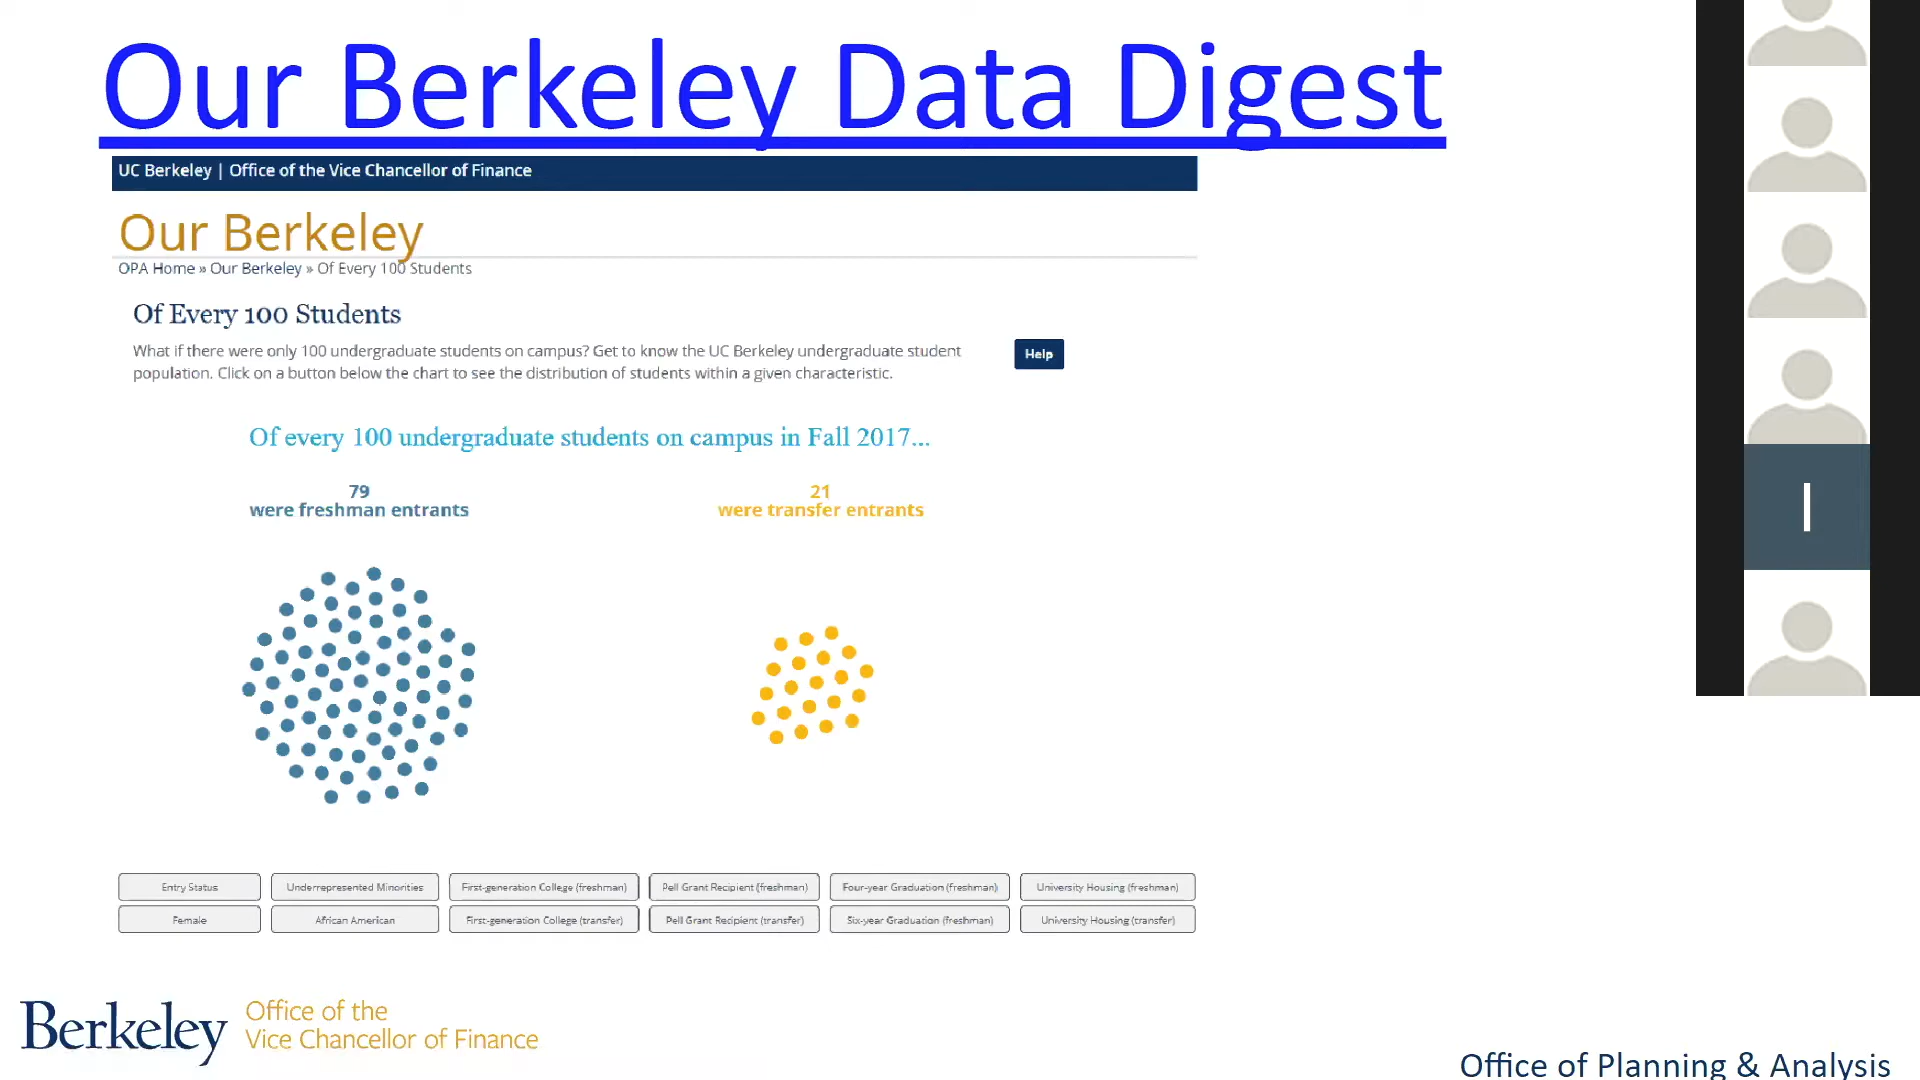 Our Berkeley Data Digest
UC Berkeley | Office of the Vice Chancellor of Finance
Our Berkeley
OPA Home » Our Berkeley » Of Every 100 Students
Of Every 100 Students
What if there were only 100 undergraduate students on campus? Get to know the UC Berkeley undergraduate student
population. Click on a button below the chart to see the distribution of students within a given characteristic.
Help
Of every 100 undergraduate students on campus in Fall 2017...
79
were freshman entrants
21
were transfer entrants
Entry Status
Underrepresented Minorities
First-generation College (freshman)
Pell Grant Recipient (freshman)
Four-year Graduation (freshman)
University Housing (freshman)
Female
African American
First-generation College (transfer)
Pell Grant Recipient (transfer)
Six-year Graduation (freshman)
University Housing (transfer)
Berkeley
Office of the
Vice Chancellor of Finance
Office of Planning & Analysis